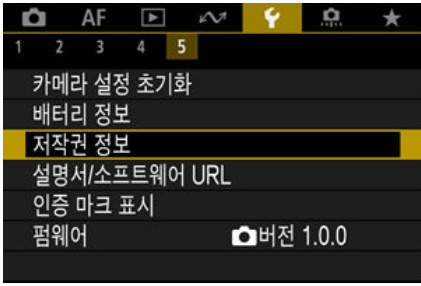 AF
1 2 3 4 5
카메라 설정 초기화
배터리 정보
저작권 정보
설명서/소프트웨어 URL
인증 마크 표시
펌웨어 버전 1.0.0